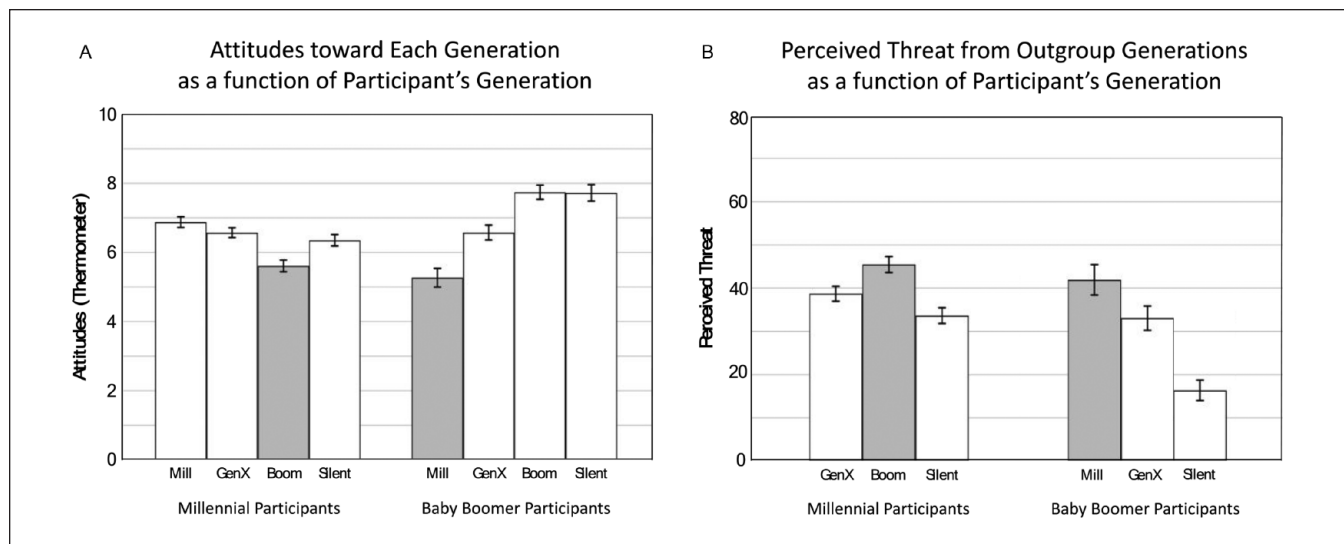 A
Attitudes toward Each Generation
as a function of Participant's Generation
Attitudes (Thermometer)
10
8
6
4
2
0
Mill GenX Boom Silent Mill GenX Boom Silent
Millennial Participants Baby Boomer Participants
B
Perceived Threat from Outgroup Generations
as a function of Participant's Generation
Perceived Threat
80
60
40
20
0
GenX Boom Silent Mill GenX Silent
Millennial Participants Baby Boomer Participants